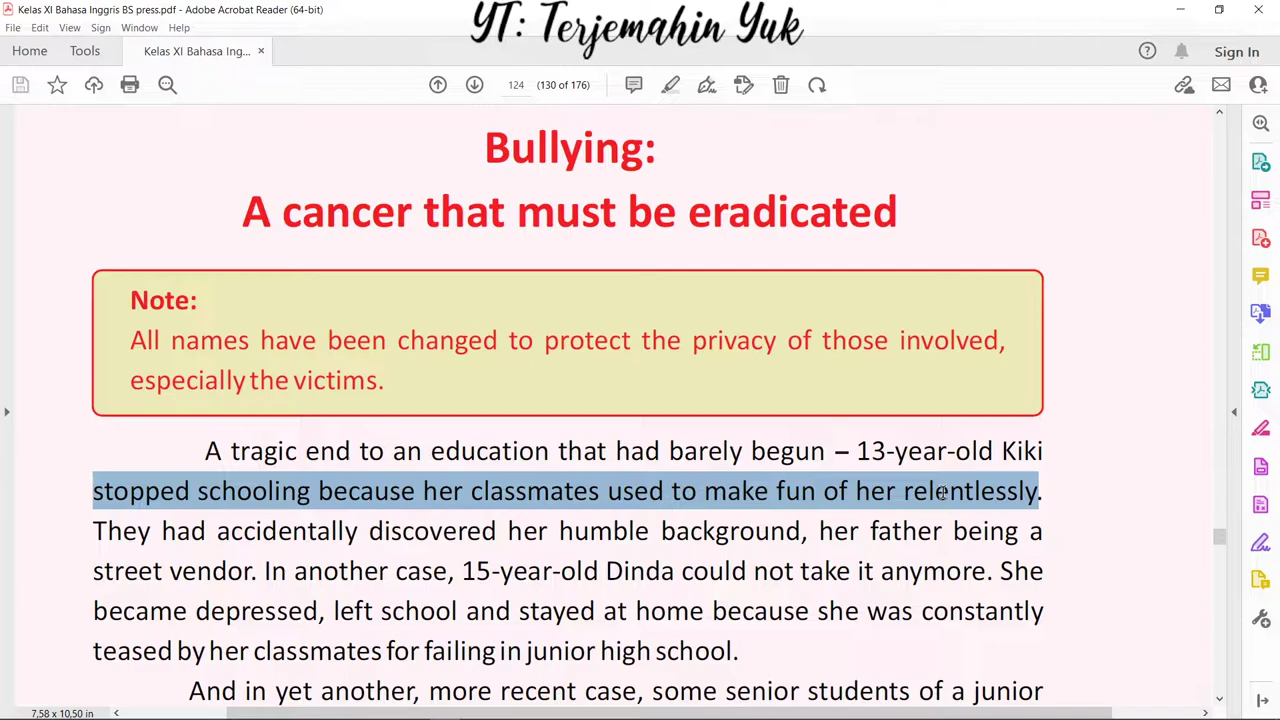 Kelas XI Bahasa Inggris BS press.pdf - Adobe Acrobat Reader (64-bit)
YT: Terjemahin Yuk
File Edit View Sign Window Help
Home Tools Kelas XI Bahasa Ing... × Sign In
124 (130 of 176)
Bullying:
A cancer that must be eradicated
Note:
All names have been changed to protect the privacy of those involved,
especially the victims.
A tragic end to an education that had barely begun – 13-year-old Kiki
stopped schooling because her classmates used to make fun of her relentlessly.
They had accidentally discovered her humble background, her father being a
street vendor. In another case, 15-year-old Dinda could not take it anymore. She
became depressed, left school and stayed at home because she was constantly
teased by her classmates for failing in junior high school.
And in yet another, more recent case, some senior students of a junior
7,58 x 10,50 in